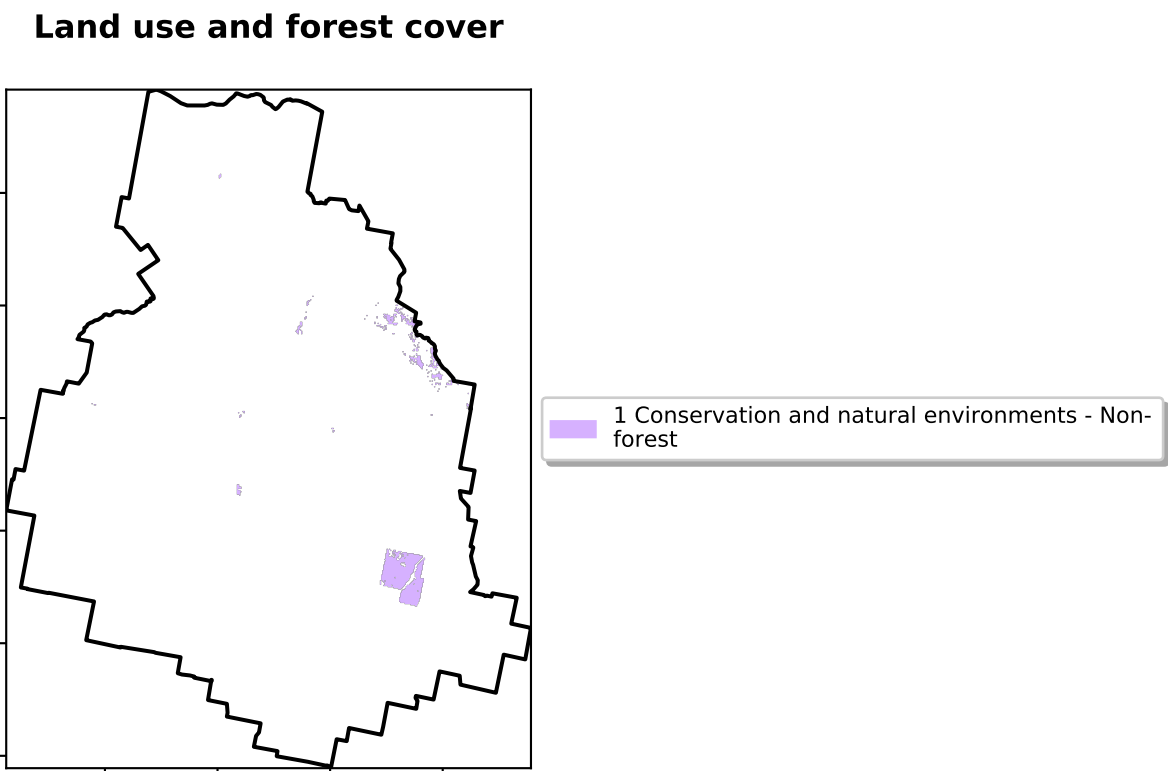 Land use and forest cover
1 Conservation and natural environments - Non-
forest